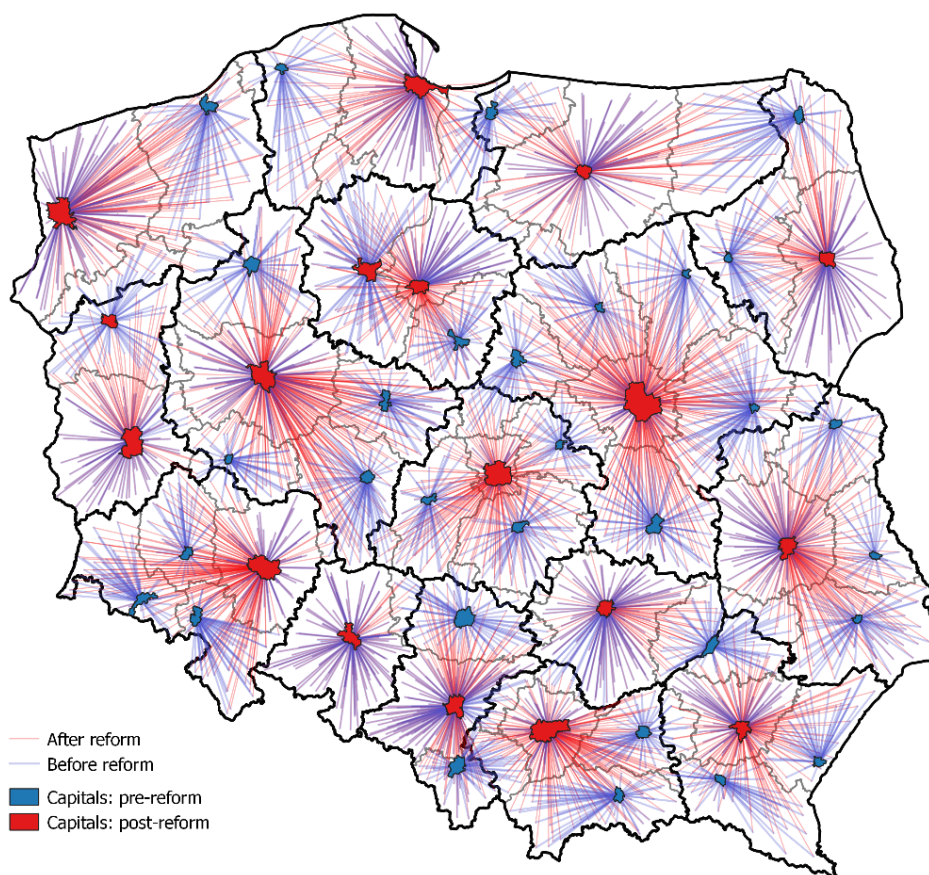 After reform
Before reform
Capitals: pre-reform
Capitals: post-reform